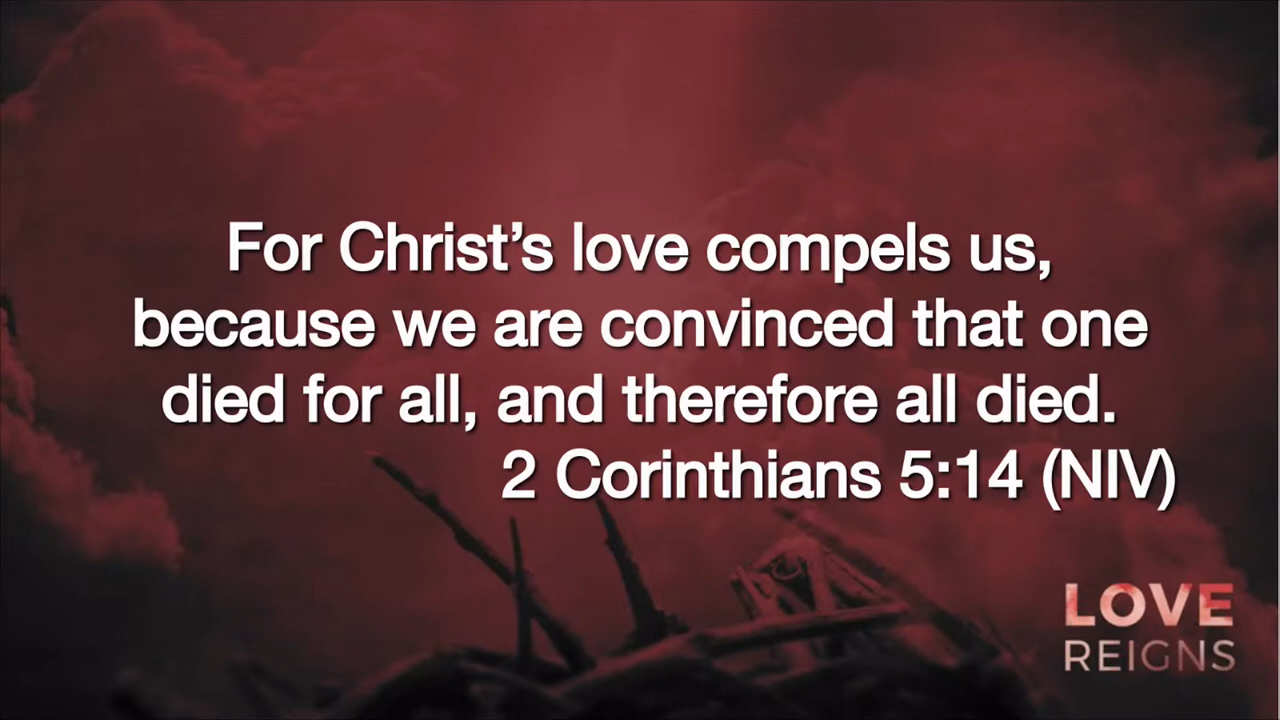 For Christ’s love compels us,
because we are convinced that one
died for all, and therefore all died.
2 Corinthians 5:14 (NIV)
LOVE
REIGNS